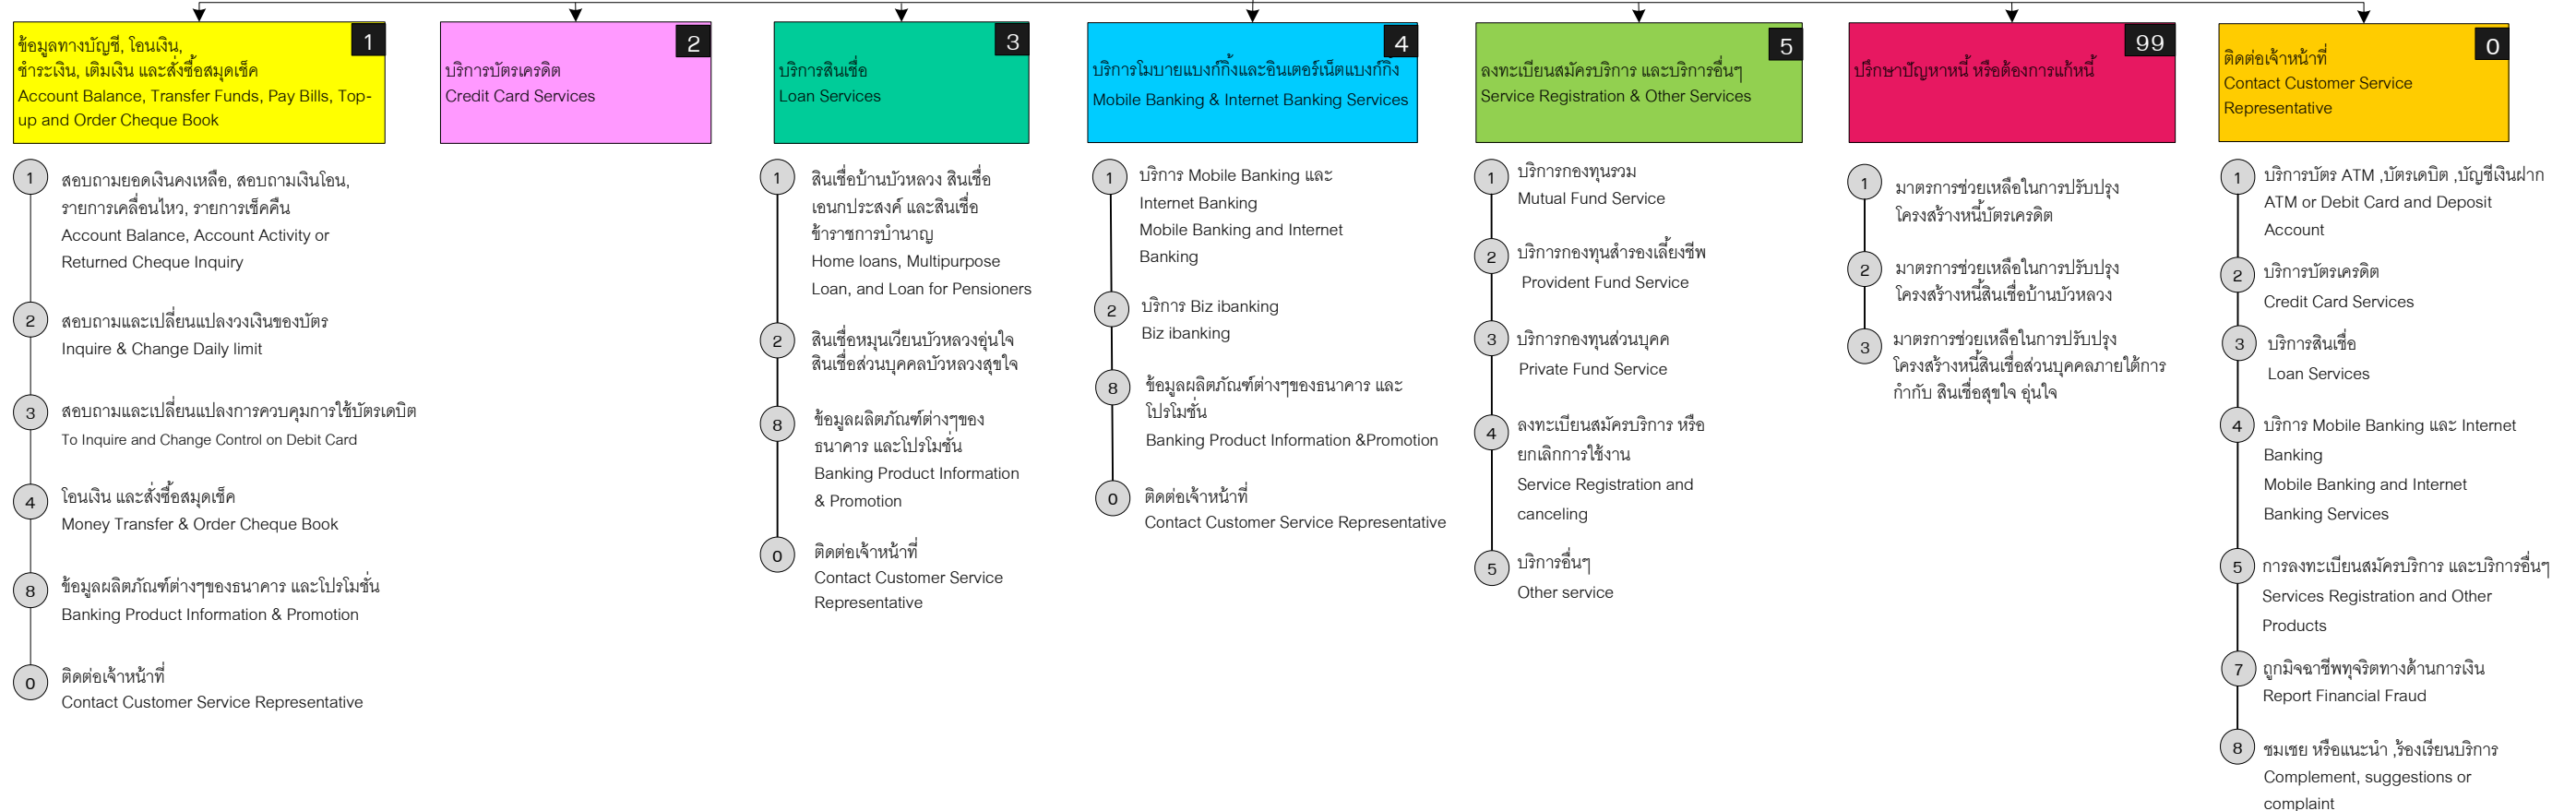 1
ข้อมูลทางบัญชี, โอนเงิน,
ชำระเงิน, เติมเงิน และสั่งซื้อสมุดเช็ค
Account Balance, Transfer Funds, Pay Bills, Top-
up and Order Cheque Book
1
สอบถามยอดเงินคงเหลือ, สอบถามเงินโอน,
รายการเคลื่อนไหว, รายการเช็คคืน
Account Balance, Account Activity or
Returned Cheque Inquiry
2
สอบถามและเปลี่ยนแปลงวงเงินของบัตร
Inquire & Change Daily limit
3
สอบถามและเปลี่ยนแปลงการควบคุมการใช้บัตรเดบิต
To Inquire and Change Control on Debit Card
4
โอนเงิน และสั่งซื้อสมุดเช็ค
Money Transfer & Order Cheque Book
8
ข้อมูลผลิตภัณฑ์ต่างๆของธนาคาร และโปรโมชั่น
Banking Product Information & Promotion
0
ติดต่อเจ้าหน้าที่
Contact Customer Service Representative
2
บริการบัตรเครดิต
Credit Card Services
3
บริการสินเชื่อ
Loan Services
1
สินเชื่อบ้านบัวหลวง สินเชื่อ
เอนกประสงค์ และสินเชื่อ
ข้าราชการบำนาญ
Home loans, Multipurpose
Loan, and Loan for Pensioners
2
สินเชื่อหมุนเวียนบัวหลวงอุ่นใจ
สินเชื่อส่วนบุคคลบัวหลวงสุขใจ
8
ข้อมูลผลิตภัณฑ์ต่างๆของ
ธนาคาร และโปรโมชั่น
Banking Product Information
& Promotion
0
ติดต่อเจ้าหน้าที่
Contact Customer Service
Representative
4
บริการโมบายแบงก์กิ้งและอินเตอร์เน็ตแบงก์กิ้ง
Mobile Banking & Internet Banking Services
1
บริการ Mobile Banking และ
Internet Banking
Mobile Banking and Internet
Banking
2
บริการ Biz ibanking
Biz ibanking
8
ข้อมูลผลิตภัณฑ์ต่างๆของธนาคาร และ
โปรโมชั่น
Banking Product Information &Promotion
0
ติดต่อเจ้าหน้าที่
Contact Customer Service Representative
5
ลงทะเบียนสมัครบริการ และบริการอื่นๆ
Service Registration & Other Services
1
บริการกองทุนรวม
Mutual Fund Service
2
บริการกองทุนสำรองเลี้ยงชีพ
Provident Fund Service
3
บริการกองทุนส่วนบุคค
Private Fund Service
4
ลงทะเบียนสมัครบริการ หรือ
ยกเลิกการใช้งาน
Service Registration and
canceling
5
บริการอื่นๆ
Other service
99
ปรึกษาปัญหาหนี้ หรือต้องการแก้หนี้
1
มาตรการช่วยเหลือในการปรับปรุง
โครงสร้างหนี้บัตรเครดิต
2
มาตรการช่วยเหลือในการปรับปรุง
โครงสร้างหนี้สินเชื่อบ้านบัวหลวง
3
มาตรการช่วยเหลือในการปรับปรุง
โครงสร้างหนี้สินเชื่อส่วนบุคคลภายใต้การ
กำกับ สินเชื่อสุขใจ อุ่นใจ
0
ติดต่อเจ้าหน้าที่
Contact Customer Service
Representative
1
บริการบัตร ATM ,บัตรเดบิต ,บัญชีเงินฝาก
ATM or Debit Card and Deposit
Account
2
บริการบัตรเครดิต
Credit Card Services
3
บริการสินเชื่อ
Loan Services
4
บริการ Mobile Banking และ Internet
Banking
Mobile Banking and Internet
Banking Services
5
การลงทะเบียนสมัครบริการ และบริการอื่นๆ
Services Registration and Other
Products
7
ถูกมิจฉาชีพทุจริตทางด้านการเงิน
Report Financial Fraud
8
ชมเชย หรือแนะนำ ,ร้องเรียนบริการ
Complement, suggestions or
complaint